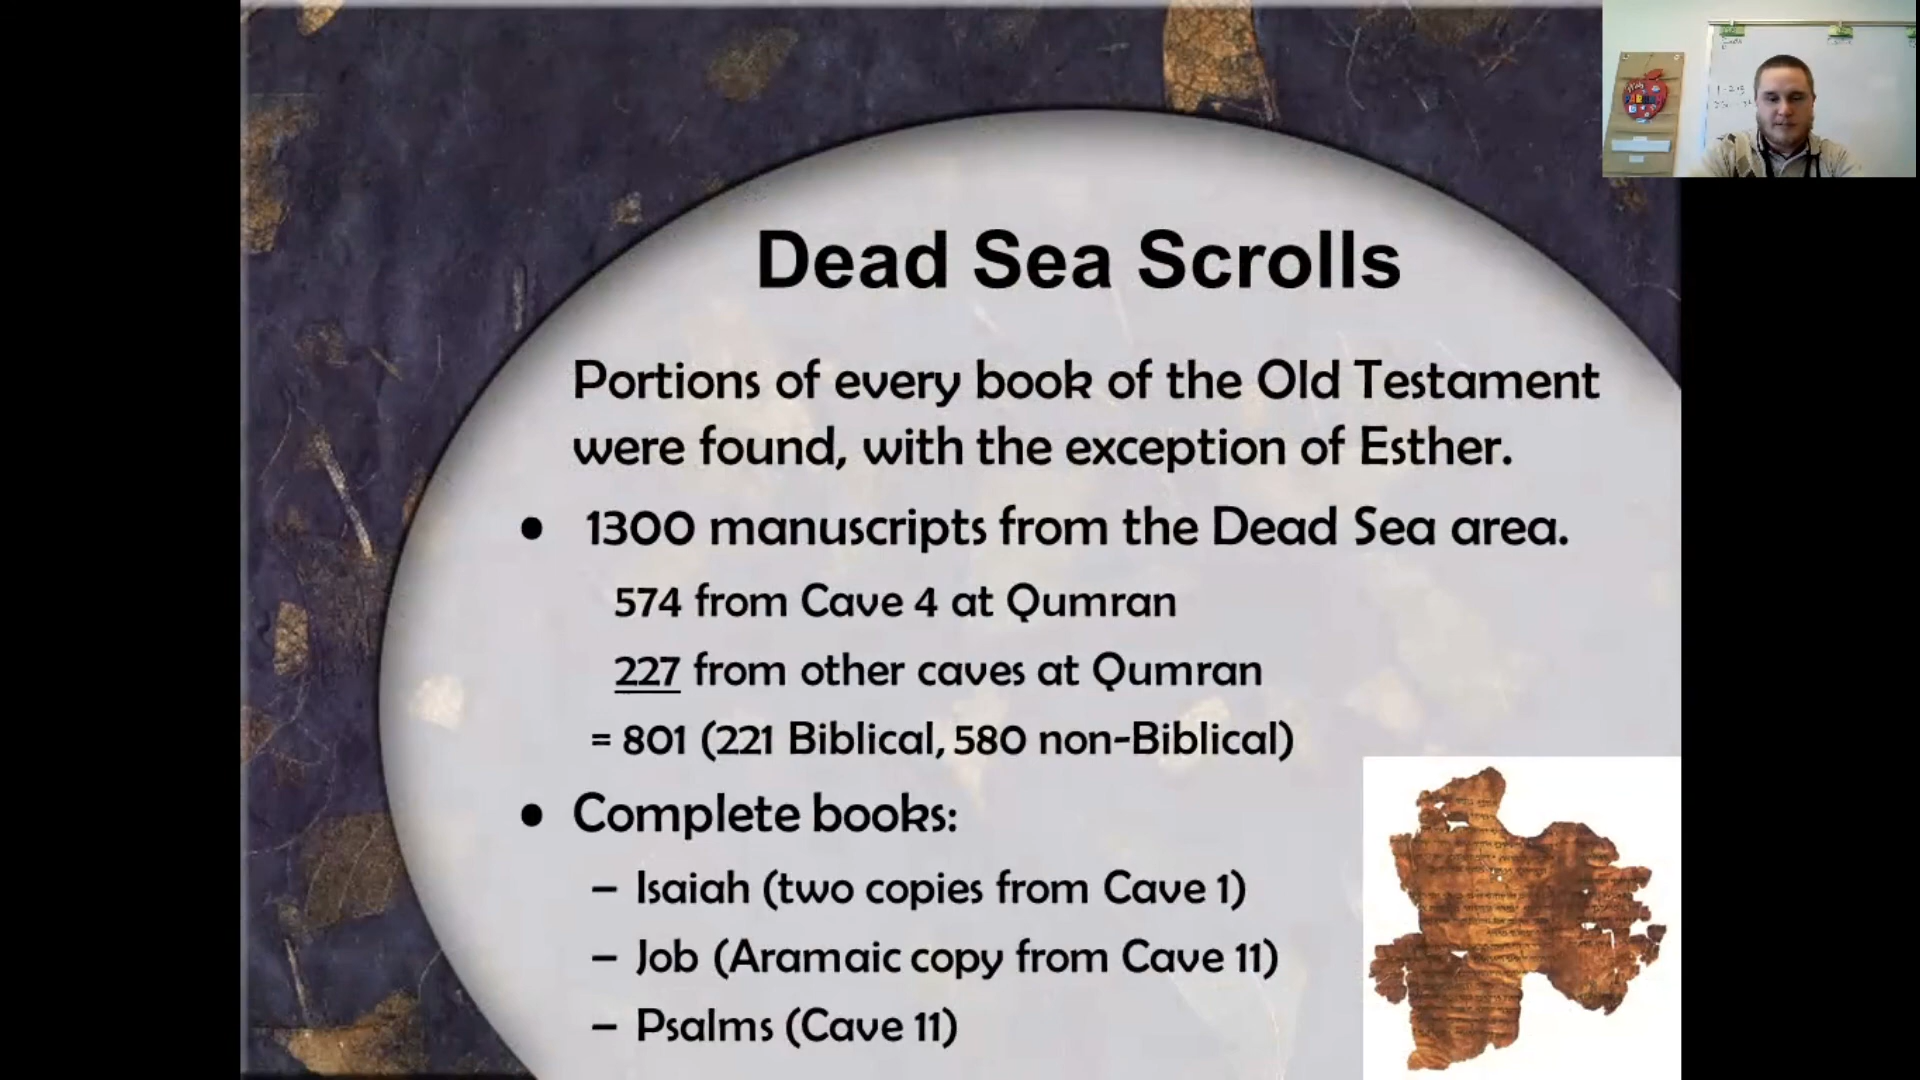 Dead Sea Scrolls
Portions of every book of the Old Testament
were found, with the exception of Esther.
• 1300 manuscripts from the Dead Sea area.
574 from Cave 4 at Qumran
227 from other caves at Qumran
= 801 (221 Biblical, 580 non-Biblical)
• Complete books:
– Isaiah (two copies from Cave 1)
– Job (Aramaic copy from Cave 11)
– Psalms (Cave 11)